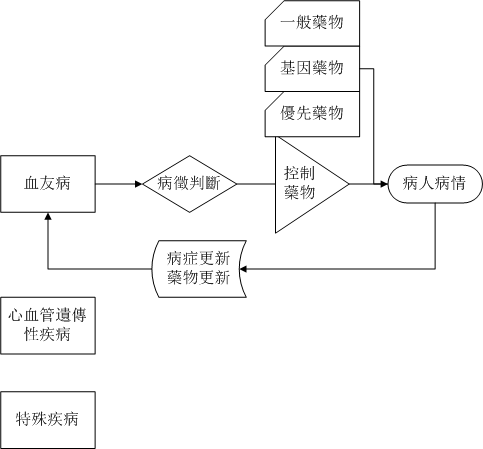 一般藥物
基因藥物
優先藥物
血友病
病徵判斷
控制
藥物
病人病情
病症更新
藥物更新
心血管遺傳
性疾病
特殊疾病